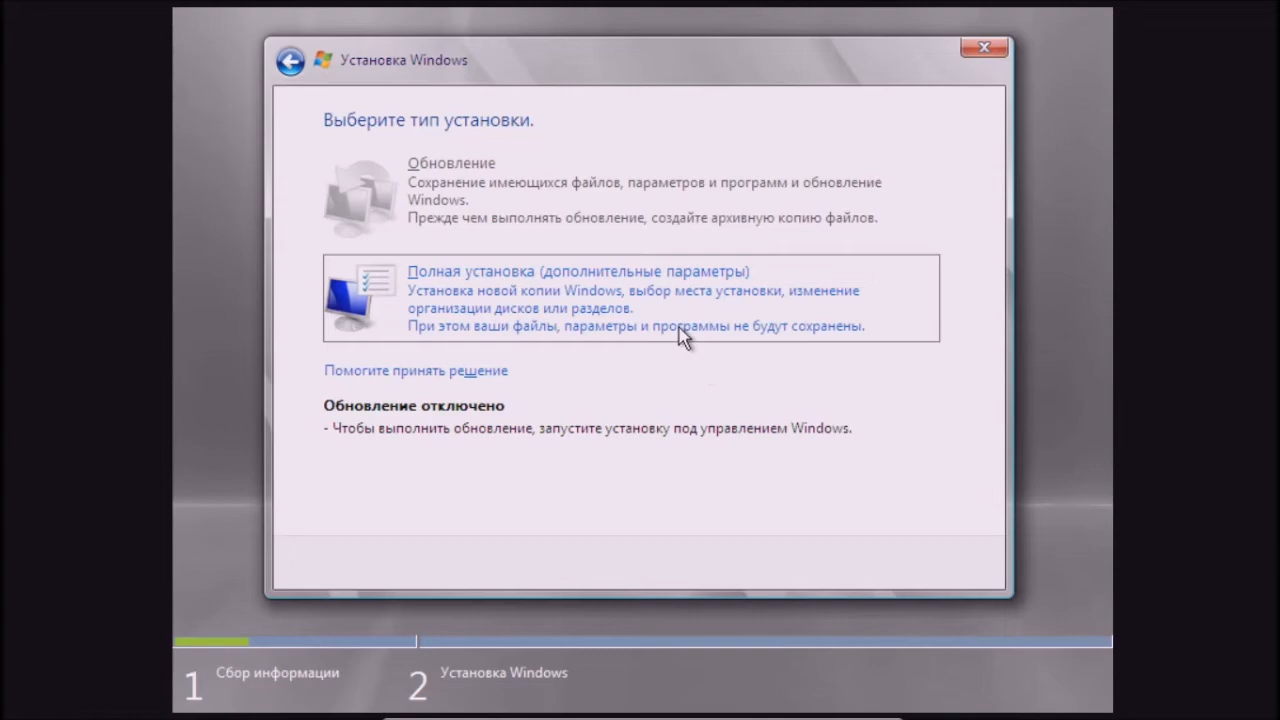 Установка Windows
Выберите тип установки.
Обновление
Сохранение имеющихся файлов, параметров и программ и обновление
Windows.
Прежде чем выполнять обновление, создайте архивную копию файлов.
Полная установка (дополнительные параметры)
Установка новой копии Windows, выбор места установки, изменение
организации дисков или разделов.
При этом ваши файлы, параметры и программы не будут сохранены.
Помогите принять решение
Обновление отключено
- Чтобы выполнить обновление, запустите установку под управлением Windows.
1 Сбор информации
2 Установка Windows